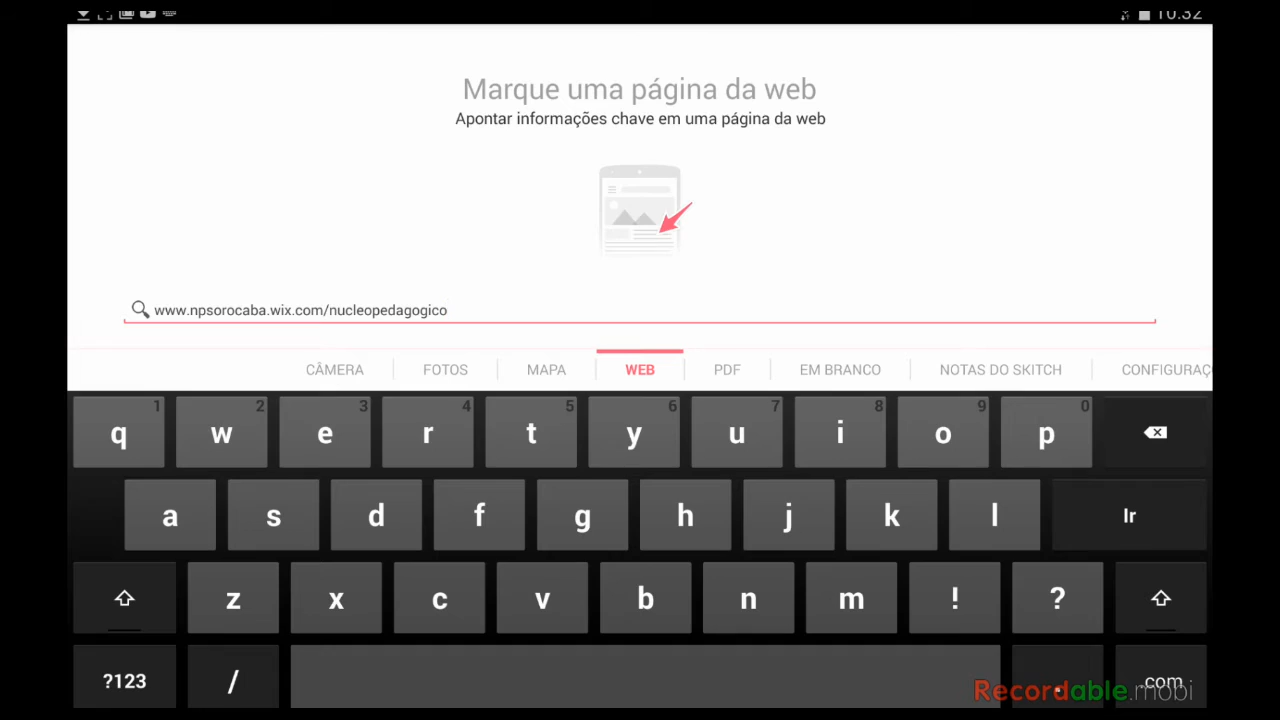 10:32
Marque uma página da web
Apontar informações chave em uma página da web
www.npsorocaba.wix.com/nucleopedagogico
CÂMERA FOTOS MAPA WEB PDF EM BRANCO NOTAS DO SKITCH CONFIGURAÇ
1 2 3 4 5 6 7 8 9 0
q w e r t y u i o p
a s d f g h j k l Ir
z x c v b n m ! ?
?123 / . .com
Recordable.mobi